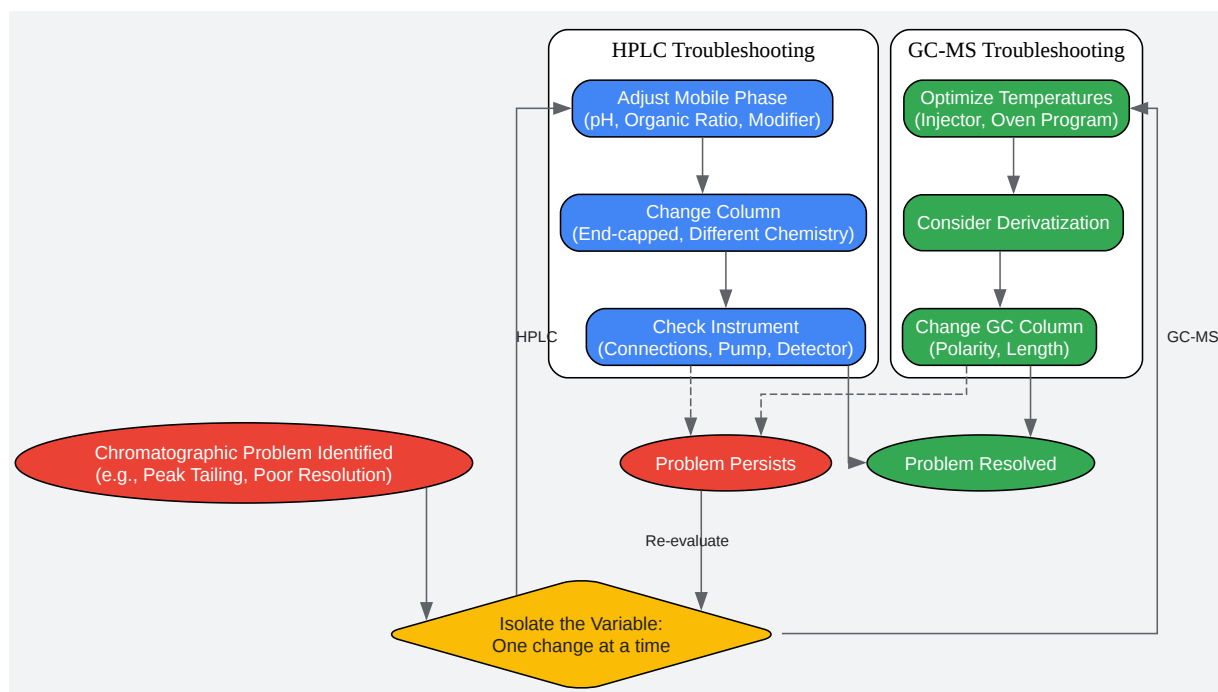 HPLC Troubleshooting
Adjust Mobile Phase
(pH, Organic Ratio, Modifier)
Change Column
(End-capped, Different Chemistry)
Check Instrument
(Connections, Pump, Detector)
GC-MS Troubleshooting
Optimize Temperatures
(Injector, Oven Program)
Consider Derivatization
Change GC Column
(Polarity, Length)
HPLC
GC-MS
Chromatographic Problem Identified
(e.g., Peak Tailing, Poor Resolution)
Problem Persists
Problem Resolved
Re-evaluate
Isolate the Variable:
One change at a time